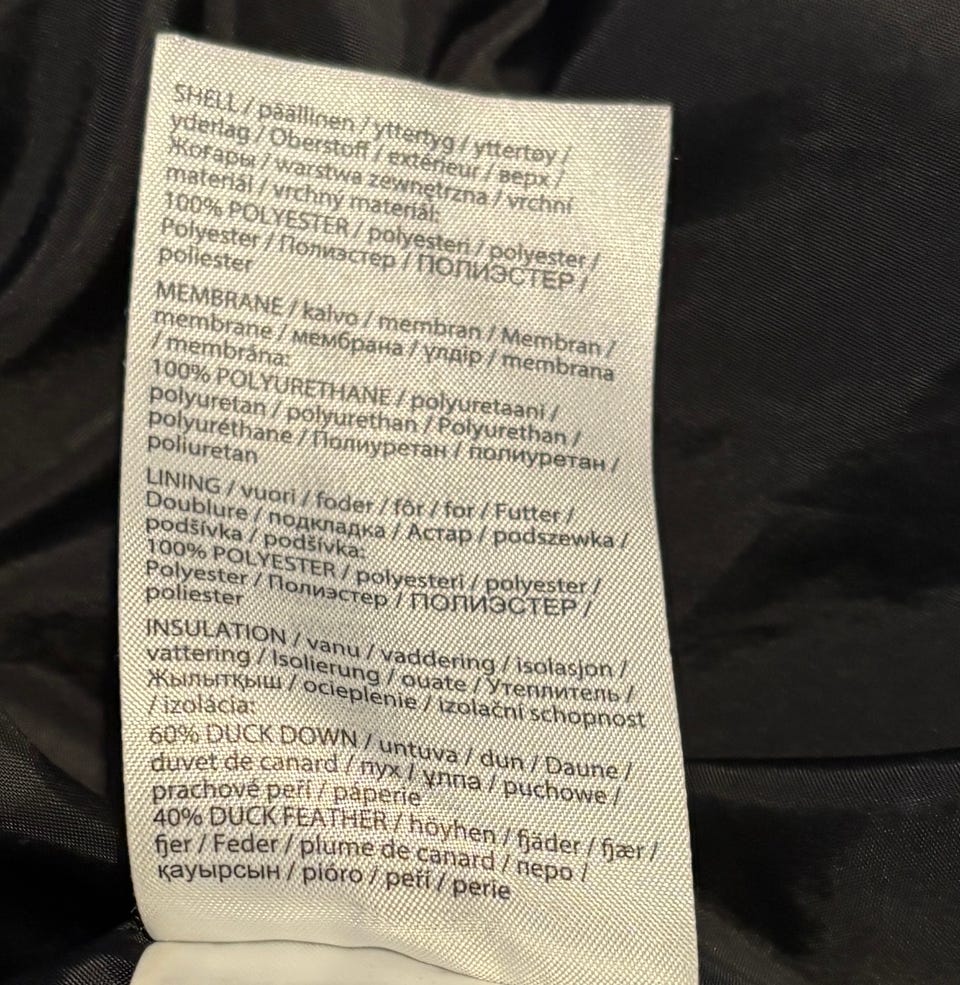 SHELL / päällinen / yttertyg / yttertøy /
yderlag / Oberstoff / extérieur / верх /
Жоғары / warstwa zewnętrzna / vrchní
materiál / vrchny materiál:
100% POLYESTER / polyesteri / polyester /
Polyester / Полиэстер / ПОЛИЭСТЕР /
poliester
MEMBRANE / kalvo / membran / Membran /
membrane / мембрана / үлдір / membrana
/ membrána:
100% POLYURETHANE / polyuretaani /
polyuretan / polyurethan / Polyurethan /
polyuréthane / Полиуретан / полиуретан /
poliuretan
LINING / vuori / foder / fôr / for / Futter /
Doublure / подкладка / Астар / podszewka /
podšívka / podšívka:
100% POLYESTER / polyesteri / polyester /
Polyester / Полиэстер / ПОЛИЭСТЕР /
poliester
INSULATION / vanu / vaddering / isolasjon /
vattering / Isolierung / ouate / Утеплитель /
Жылытқыш / ocieplenie / izolační schopnost
/ izolácia:
60% DUCK DOWN / untuva / dun / Daune /
duvet de canard / пух / ұлпа / puchowe /
prachové peří / páperie
40% DUCK FEATHER / höyhen / fjäder / fjær /
fjer / Feder / plume de canard / перо /
қауырсын / pióro / peří / perie